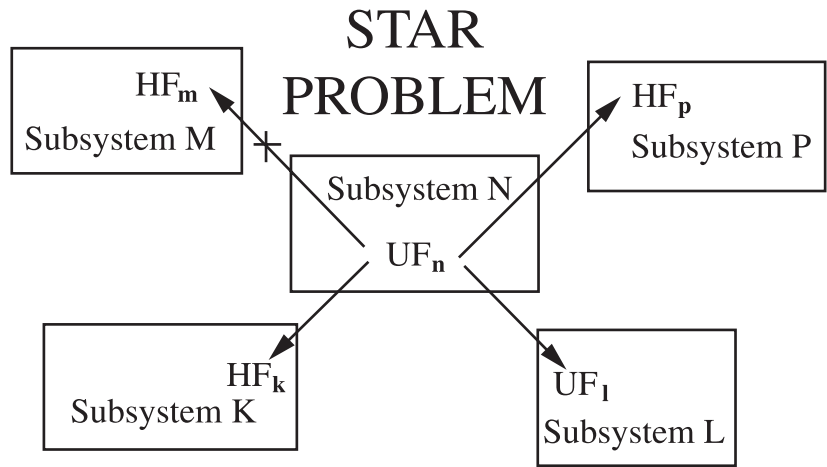 STAR
PROBLEM
HFm
Subsystem M
HFp
Subsystem P
Subsystem N
UFn
HFk
Subsystem K
UFl
Subsystem L